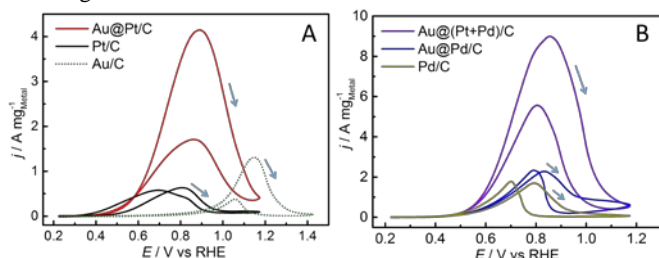 A
Au@Pt/C
Pt/C
Au/C
j / A mg⁻¹Metal
4
3
2
1
0
0.2 0.4 0.6 0.8 1.0 1.2 1.4
E / V vs RHE
B
Au@(Pt+Pd)/C
Au@Pd/C
Pd/C
j / A mg⁻¹Metal
10
8
6
4
2
0
0.2 0.4 0.6 0.8 1.0 1.2
E / V vs RHE